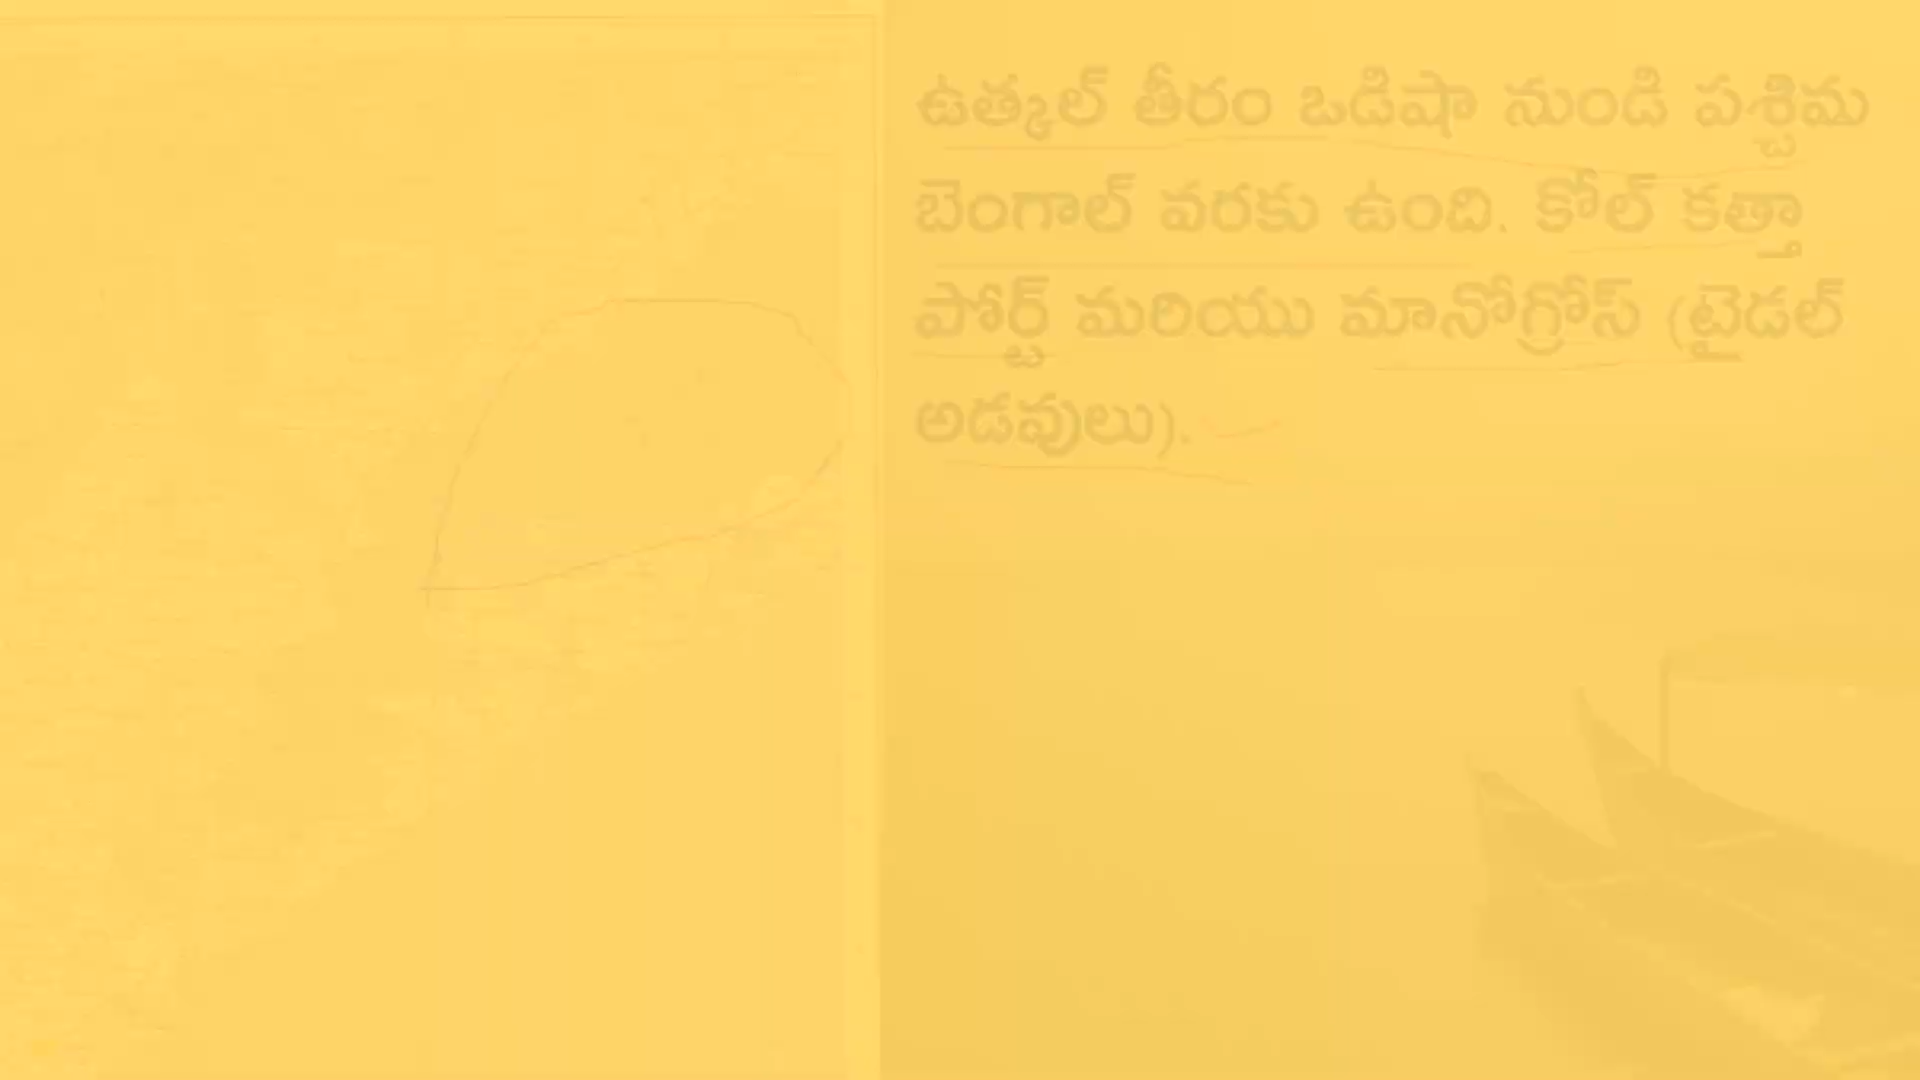 ఉత్కల్ తీరం ఒడిషా నుండి పశ్చిమ
బెంగాల్ వరకు ఉంది. కోల్ కత్తా
పోర్ట్ మరియు మానోగ్రోస్ (టైడల్
అడవులు).